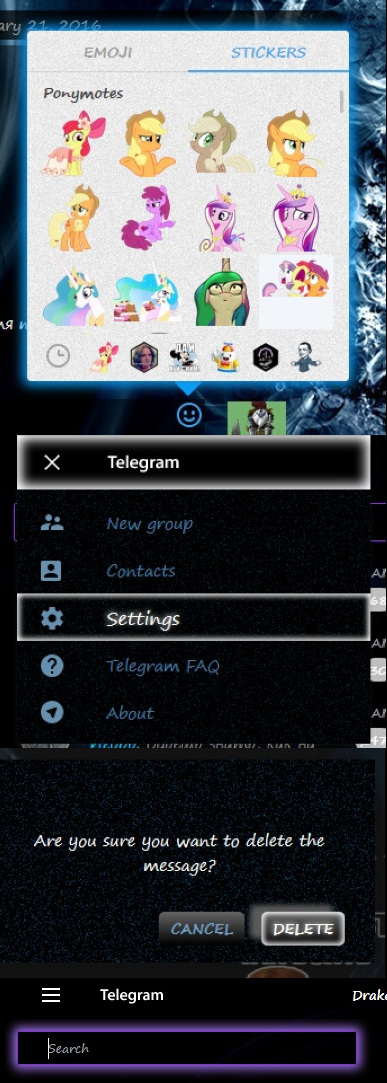 ary 21, 2016
EMOJI STICKERS
Ponymotes
Telegram
New group
Contacts
Settings
Telegram FAQ
About
Are you sure you want to delete the
message?
CANCEL DELETE
Telegram
Drake
Search